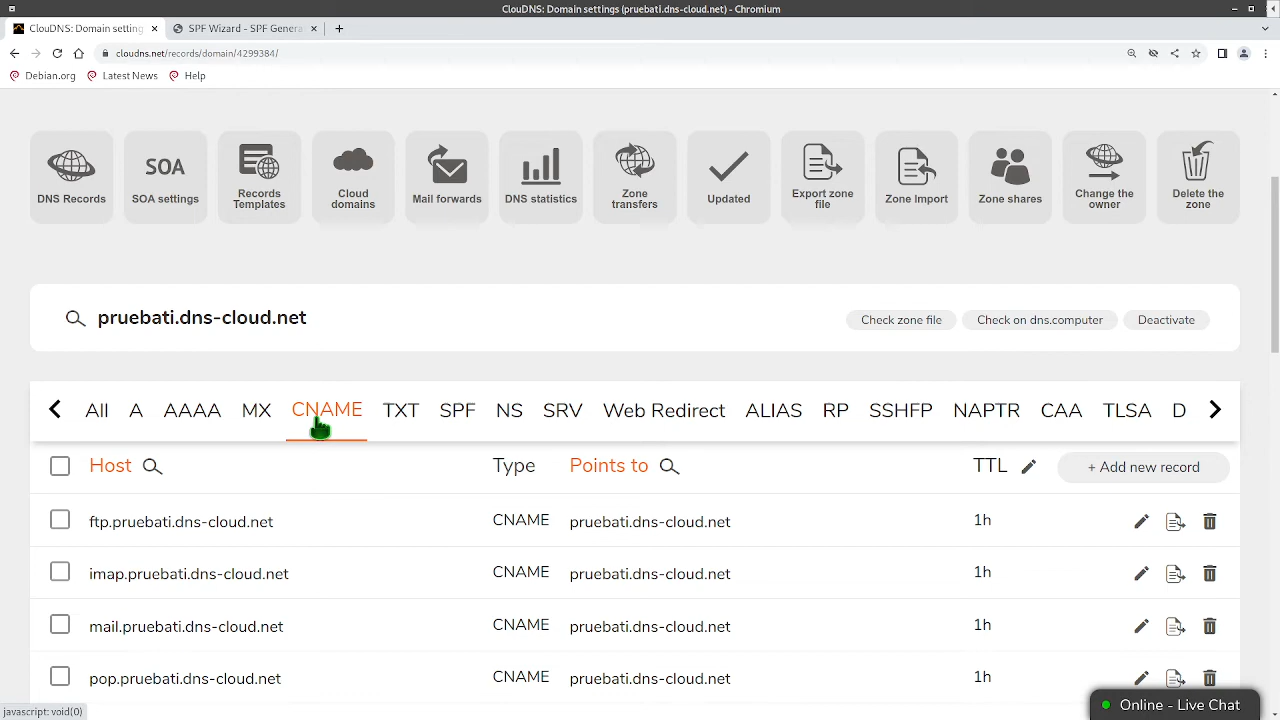 ClouDNS: Domain settings (pruebati.dns-cloud.net) - Chromium
ClouDNS: Domain setting
SPF Wizard - SPF Genera
cloudns.net/records/domain/4299384/
Debian.org Latest News Help
DNS Records
SOA
SOA settings
Records
Templates
Cloud
domains
Mail forwards
DNS statistics
Zone
transfers
Updated
Export zone
file
Zone Import
Zone shares
Change the
owner
Delete the
zone
pruebati.dns-cloud.net
Check zone file Check on dns.computer Deactivate
All A AAAA MX CNAME TXT SPF NS SRV Web Redirect ALIAS RP SSHFP NAPTR CAA TLSA D
Host Type Points to TTL + Add new record
ftp.pruebati.dns-cloud.net CNAME pruebati.dns-cloud.net 1h
imap.pruebati.dns-cloud.net CNAME pruebati.dns-cloud.net 1h
mail.pruebati.dns-cloud.net CNAME pruebati.dns-cloud.net 1h
pop.pruebati.dns-cloud.net CNAME pruebati.dns-cloud.net 1h
Online - Live Chat
javascript: void(0)